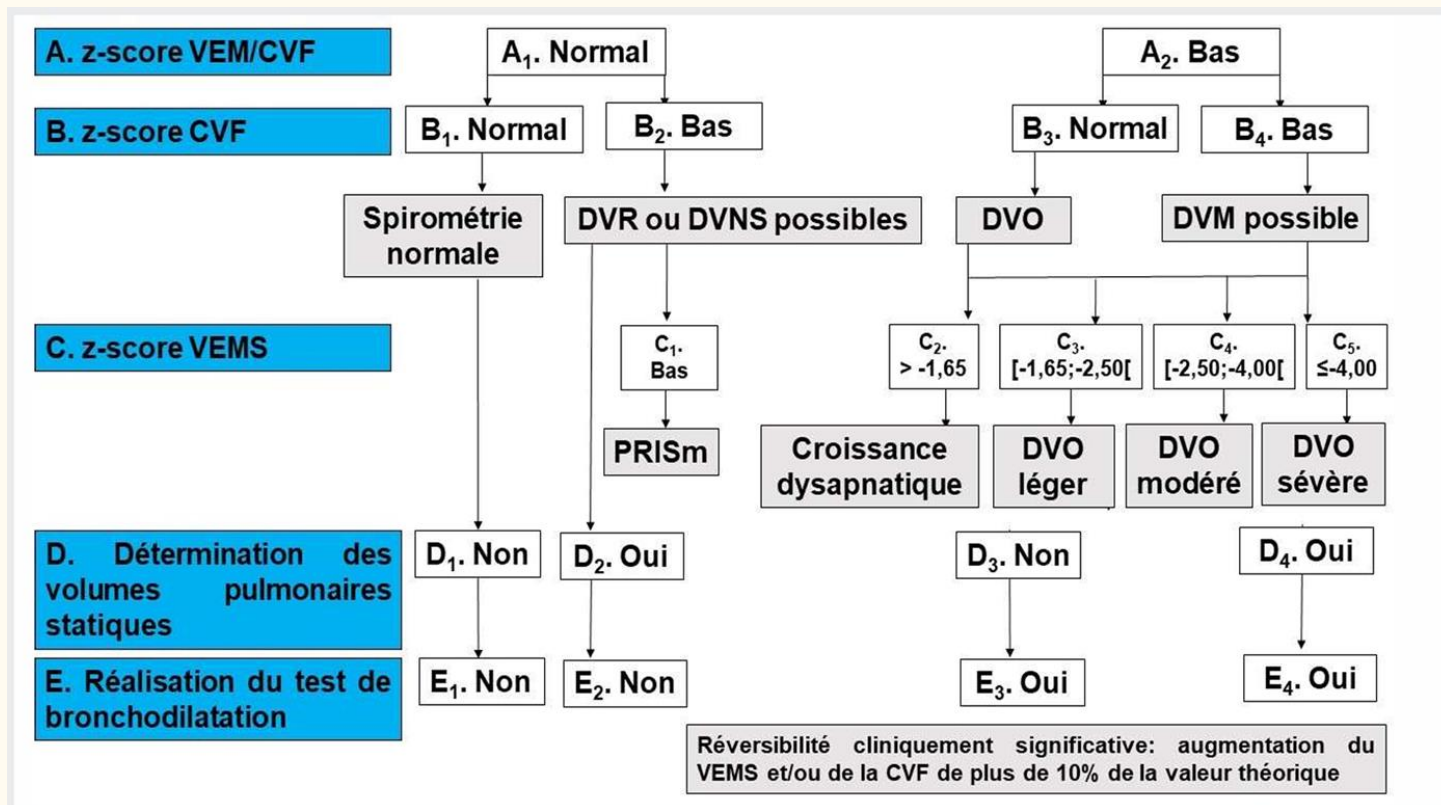 A. z-score VEM/CVF
A₁. Normal
A₂. Bas
B. z-score CVF
B₁. Normal
B₂. Bas
B₃. Normal
B₄. Bas
Spirométrie
normale
DVR ou DVNS possibles
DVO
DVM possible
C. z-score VEMS
C₁.
Bas
C₂.
> -1,65
C₃.
[-1,65;-2,50[
C₄.
[-2,50;-4,00[
C₅.
≤-4,00
PRISm
Croissance
dysapnatique
DVO
léger
DVO
modéré
DVO
sévère
D. Détermination des
volumes pulmonaires
statiques
D₁. Non
D₂. Oui
D₃. Non
D₄. Oui
E. Réalisation du test de
bronchodilatation
E₁. Non
E₂. Non
E₃. Oui
E₄. Oui
Réversibilité cliniquement significative: augmentation du
VEMS et/ou de la CVF de plus de 10% de la valeur théorique